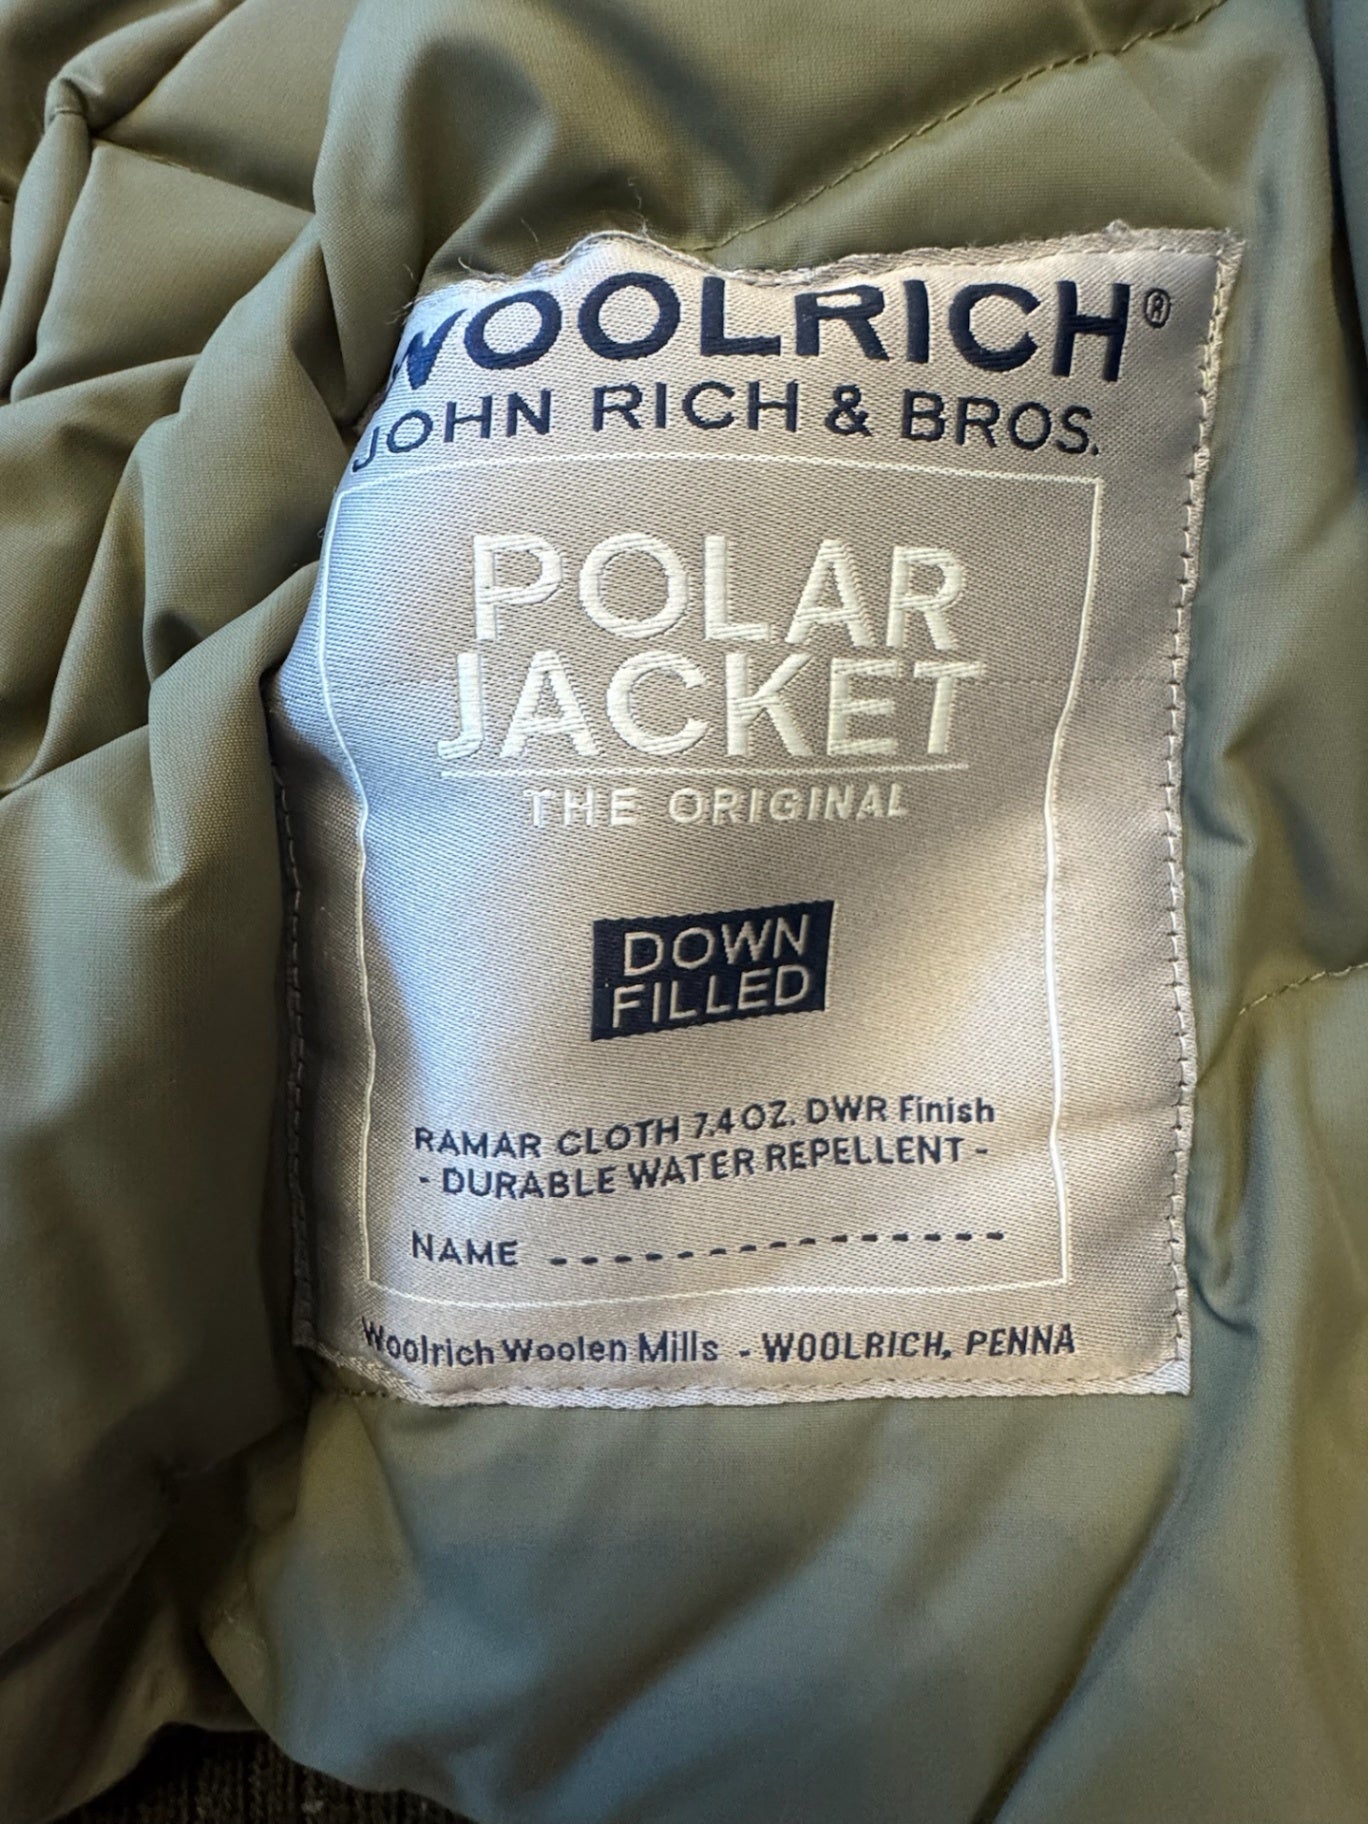 WOOLRICH®
JOHN RICH & BROS.
POLAR
JACKET
THE ORIGINAL
DOWN
FILLED
RAMAR CLOTH 7.4 OZ. DWR Finish
- DURABLE WATER REPELLENT -
NAME ---------------
Woolrich Woolen Mills - WOOLRICH, PENNA